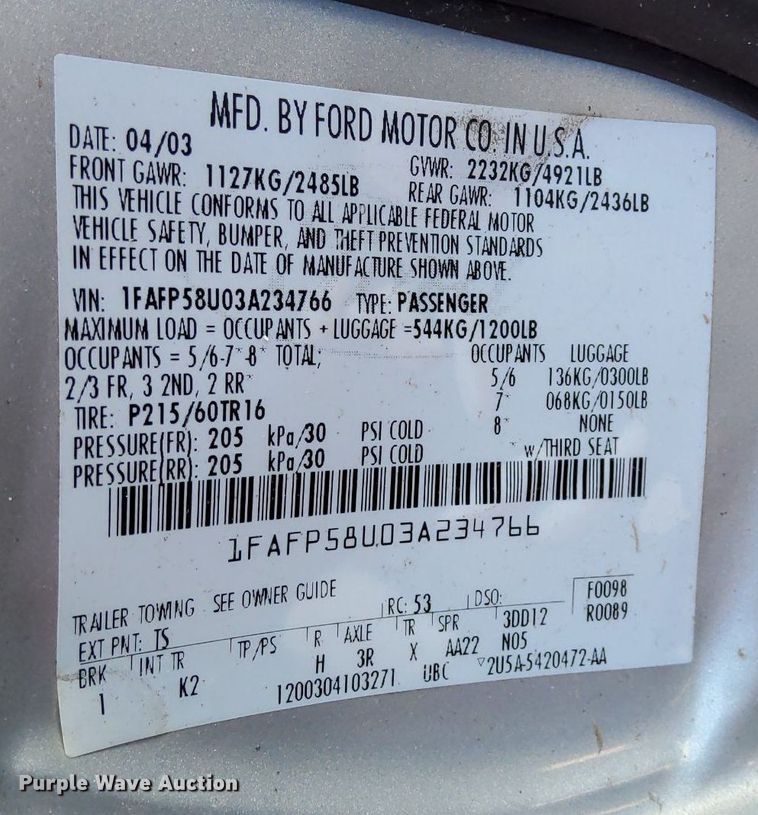 MFD. BY FORD MOTOR CO. IN U.S.A.
DATE: 04/03 GVWR: 2232KG/4921LB
FRONT GAWR: 1127KG/2485LB REAR GAWR: 1104KG/2436LB
THIS VEHICLE CONFORMS TO ALL APPLICABLE FEDERAL MOTOR
VEHICLE SAFETY, BUMPER, AND THEFT PREVENTION STANDARDS
IN EFFECT ON THE DATE OF MANUFACTURE SHOWN ABOVE.
VIN: 1FAFP58U03A234766 TYPE: PASSENGER
MAXIMUM LOAD = OCCUPANTS + LUGGAGE =544KG/1200LB
OCCUPANTS = 5/6-7*-8* TOTAL; OCCUPANTS LUGGAGE
2/3 FR, 3 2ND, 2 RR* 5/6 136KG/0300LB
TIRE: P215/60TR16 7* 068KG/0150LB
PRESSURE(FR): 205 kPa/30 PSI COLD 8* NONE
PRESSURE(RR): 205 kPa/30 PSI COLD *w/THIRD SEAT
1FAFP58U03A234766
TRAILER TOWING SEE OWNER GUIDE F0098
EXT PNT: TS RC: 53 DSO: R0089
BRK INT TR TP/PS R AXLE TR SPR 3DD12
1 K2 H 3R X AA22 N05
1200304103271 UBC ▽2U5A-5420472-AA
Purple Wave Auction